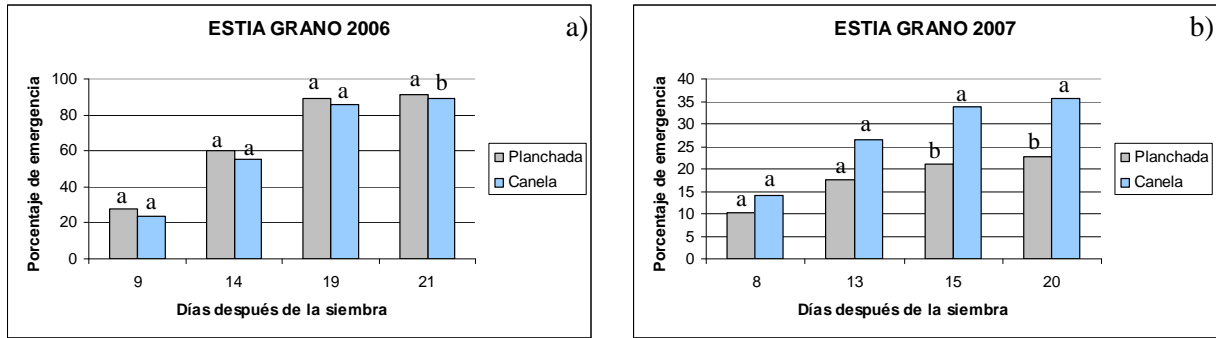 ESTIA GRANO 2006
a)
Porcentaje de emergencia
100
80
60
40
20
0
a a
a a
a a
a b
9 14 19 21
Días después de la siembra
Planchada
Canela
ESTIA GRANO 2007
b)
Porcentaje de emergencia
40
35
30
25
20
15
10
5
0
a a
a a
b a
b a
8 13 15 20
Días después de la siembra
Planchada
Canela